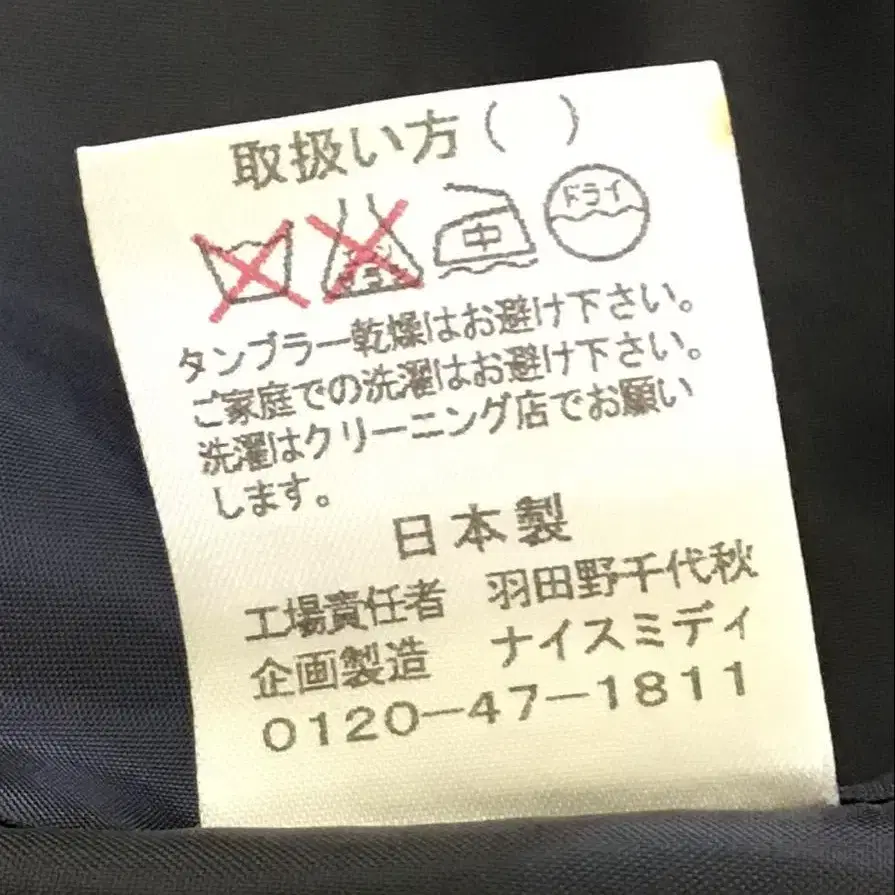 取扱い方( )
中
ドライ
タンブラー乾燥はお避け下さい。
ご家庭での洗濯はお避け下さい。
洗濯はクリーニング店でお願い
します。
日本製
工場責任者 羽田野千代秋
企画製造 ナイスミディ
0120-47-1811